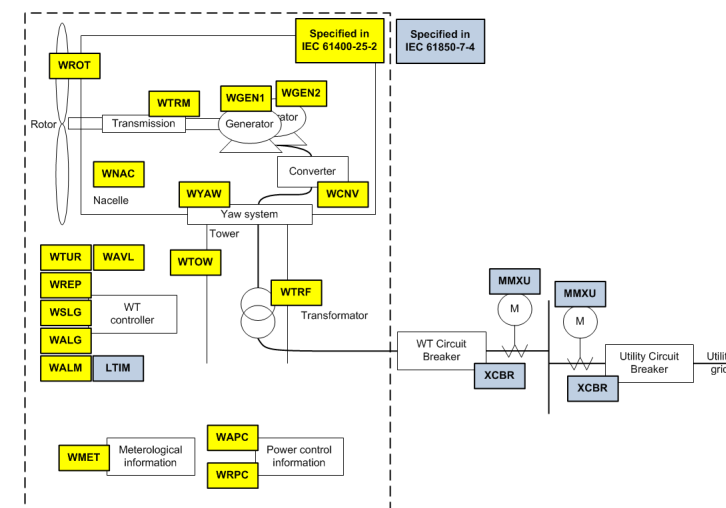 Specified in
IEC 61400-25-2
Specified in
IEC 61850-7-4
WROT
WTRM
WGEN1
WGEN2
Rotor
Transmission
Generator
ator
WNAC
Nacelle
Converter
WCNV
WYAW
Yaw system
Tower
WTOW
WTUR
WAVL
WREP
WSLG
WALG
WALM
LTIM
WT
controller
WTRF
Transformator
WT Circuit
Breaker
MMXU
M
XCBR
MMXU
M
XCBR
Utility Circuit
Breaker
Utili
grid
WMET
Meterological
information
WAPC
WRPC
Power control
information